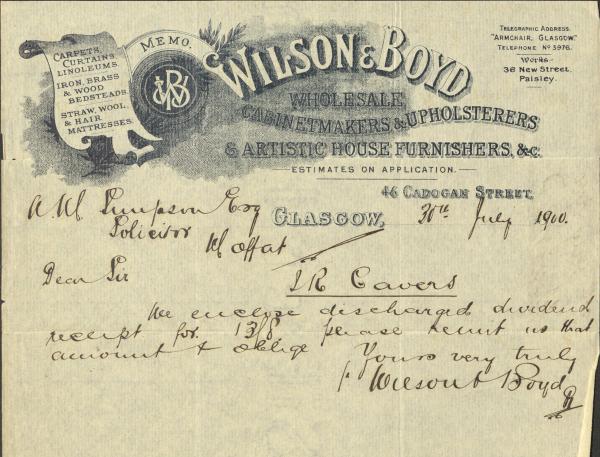 CARPETS,
CURTAINS,
LINOLEUMS.
IRON, BRASS
& WOOD
BEDSTEADS.
STRAW, WOOL,
& HAIR
MATTRESSES.
MEMO.
WB
WILSON & BOYD
WHOLESALE
CABINETMAKERS & UPHOLSTERERS
& ARTISTIC HOUSE FURNISHERS, &c.
ESTIMATES ON APPLICATION.
TELEGRAPHIC ADDRESS.
"ARMCHAIR, GLASGOW."
TELEPHONE No 3976.
Works-
38 New Street.
Paisley.
46 CADOGAN STREET,
GLASGOW, 30th July 1900.
Simpson Esq
Solicitor
Moffat
Dear Sir
J R Cavers
We enclose discharged dividend
receipt for 13/8 please remit us that
amount & oblige Yours very truly
p Wilson & Boyd